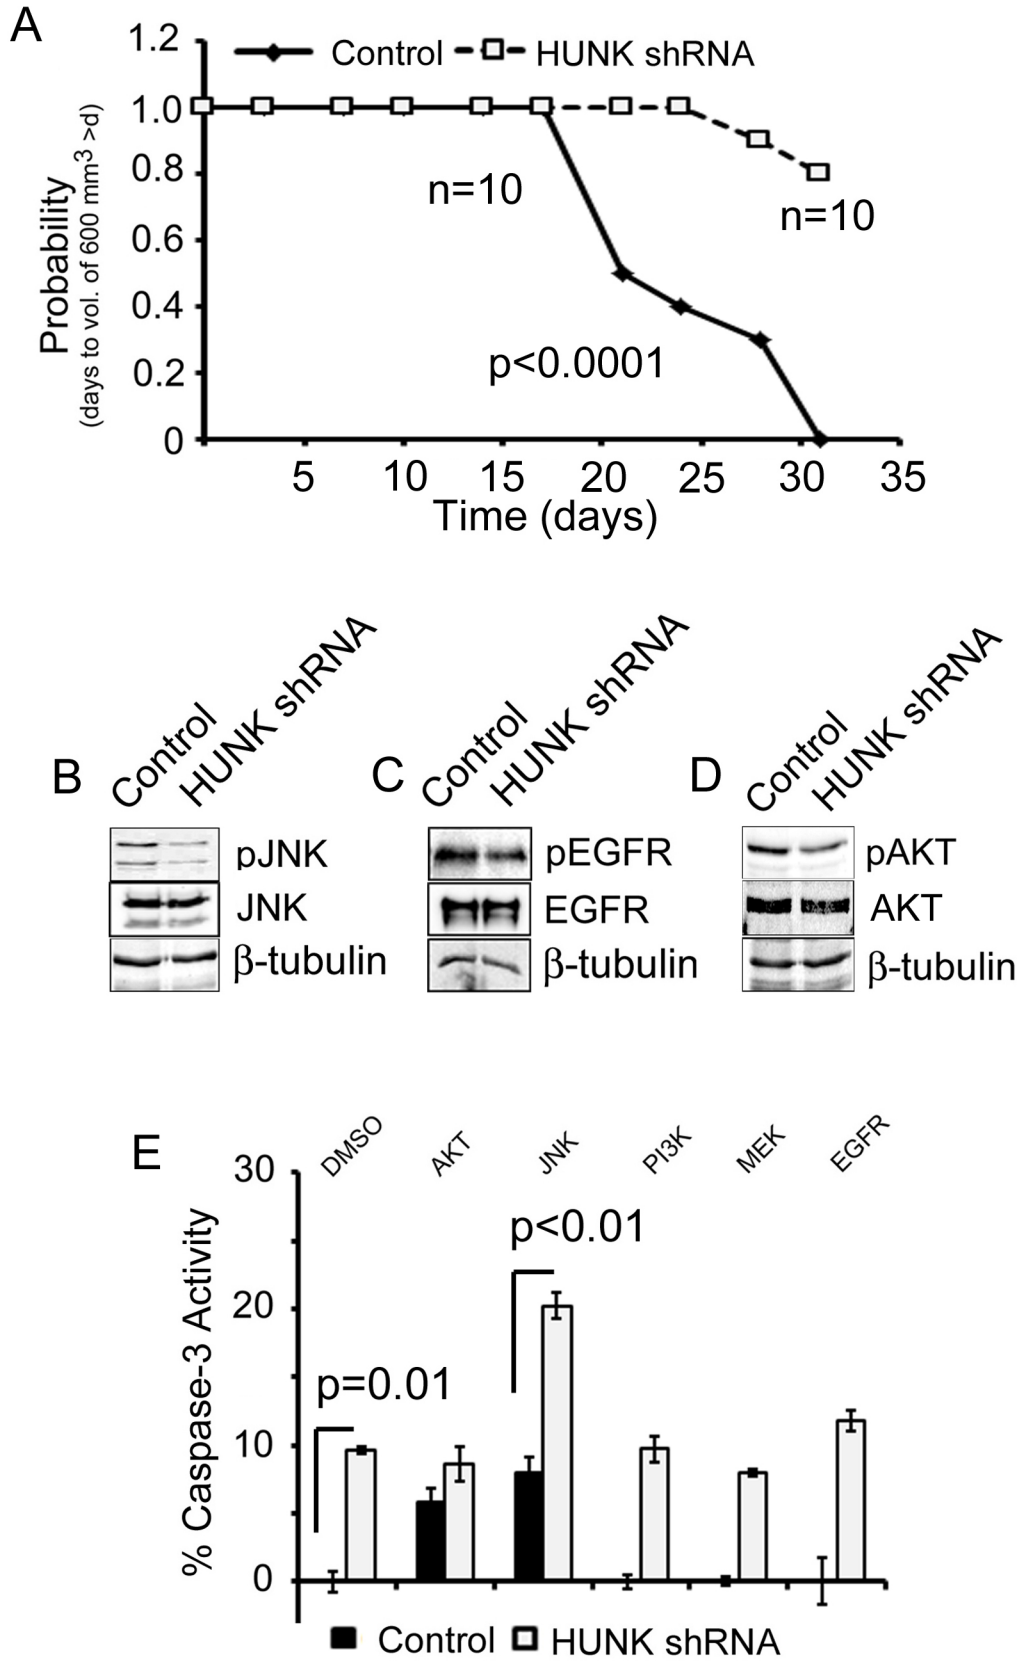 A
1.2
Control HUNK shRNA
1.0
0.8
0.6
0.4
0.2
0
Probability
(days to vol. of 600 mm3 >d)
n=10
n=10
p<0.0001
5 10 15 20 25 30 35
Time (days)
B
Control
HUNK shRNA
pJNK
JNK
β-tubulin
C
Control
HUNK shRNA
pEGFR
EGFR
β-tubulin
D
Control
HUNK shRNA
pAKT
AKT
β-tubulin
E
DMSO AKT JNK PI3K MEK EGFR
30
20
10
0
% Caspase-3 Activity
p=0.01
p<0.01
Control HUNK shRNA